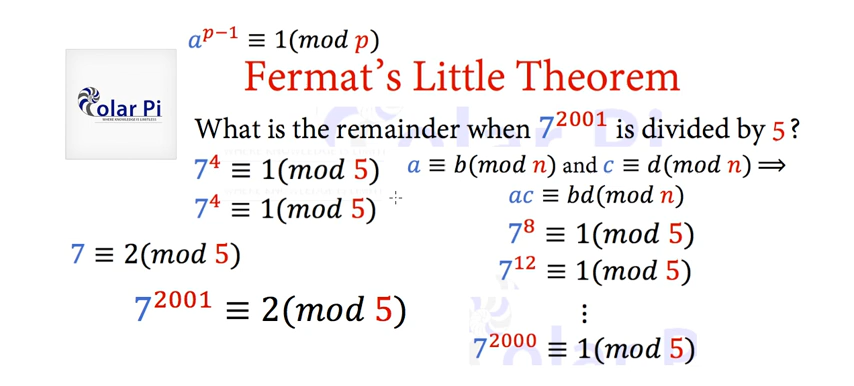 a^{p-1} ≡ 1(mod p)
Fermat's Little Theorem
olar Pi
WHERE KNOWLEDGE IS LIMITLESS
What is the remainder when 7^{2001} is divided by 5?
7^4 ≡ 1(mod 5)
a ≡ b(mod n) and c ≡ d(mod n) ⟹
ac ≡ bd(mod n)
7^4 ≡ 1(mod 5)
7^8 ≡ 1(mod 5)
7 ≡ 2(mod 5)
7^{12} ≡ 1(mod 5)
7^{2001} ≡ 2(mod 5)
⋮
7^{2000} ≡ 1(mod 5)